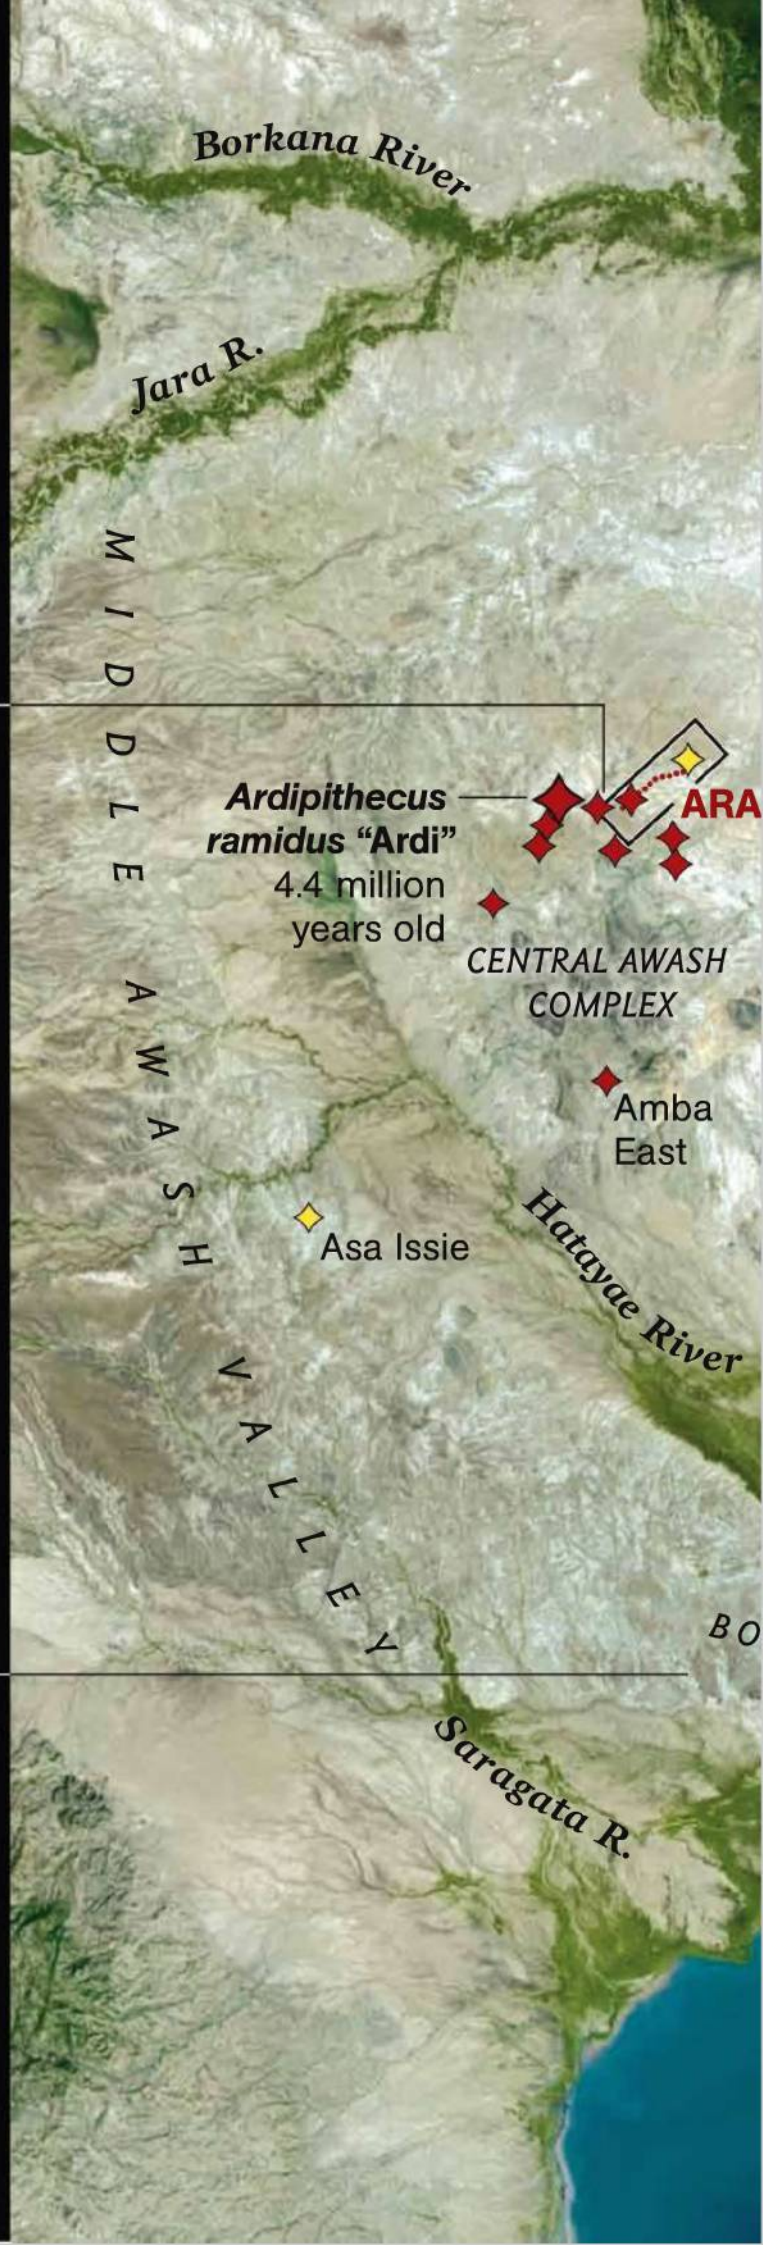 Borkana River
Jara R.
MIDDLE AWASH VALLEY
Ardipithecus
ramidus “Ardi”
4.4 million
years old
ARA
CENTRAL AWASH
COMPLEX
Amba
East
Asa Issie
Hatayae River
BO
Saragata R.